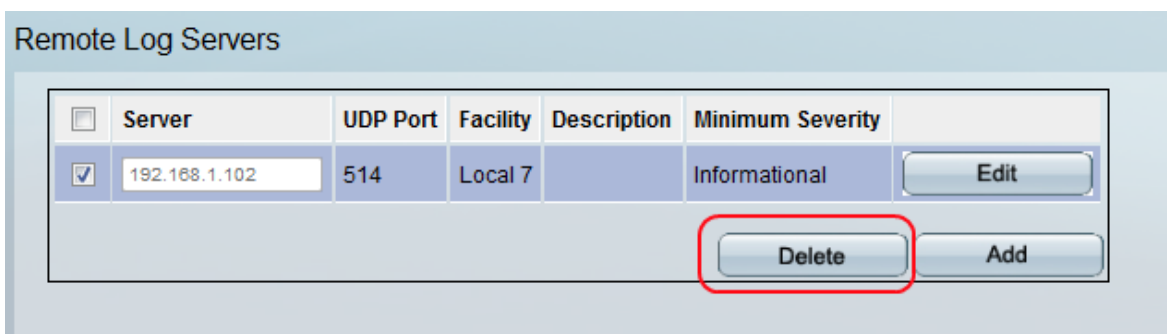 Remote Log Servers
Server UDP Port Facility Description Minimum Severity
192.168.1.102 514 Local 7 Informational Edit
Delete Add